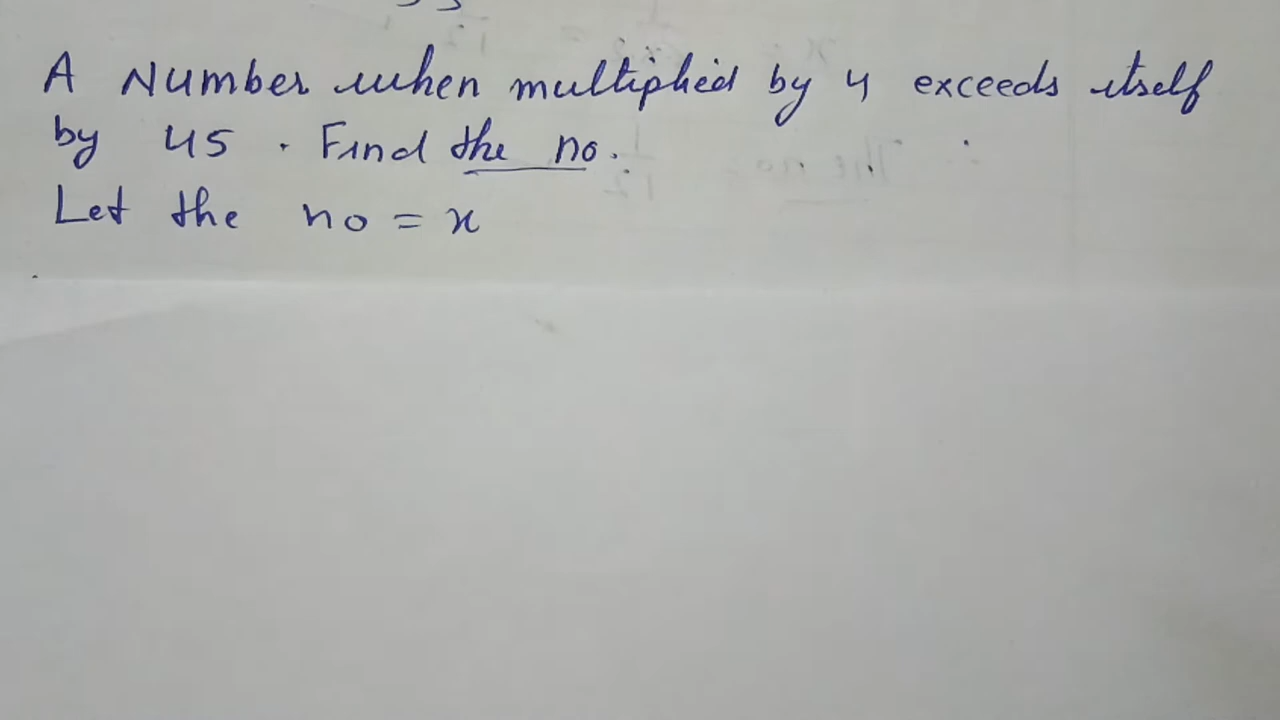 A Number when multiplied by 4 exceeds itself
by 45. Find the no.
Let the no = x